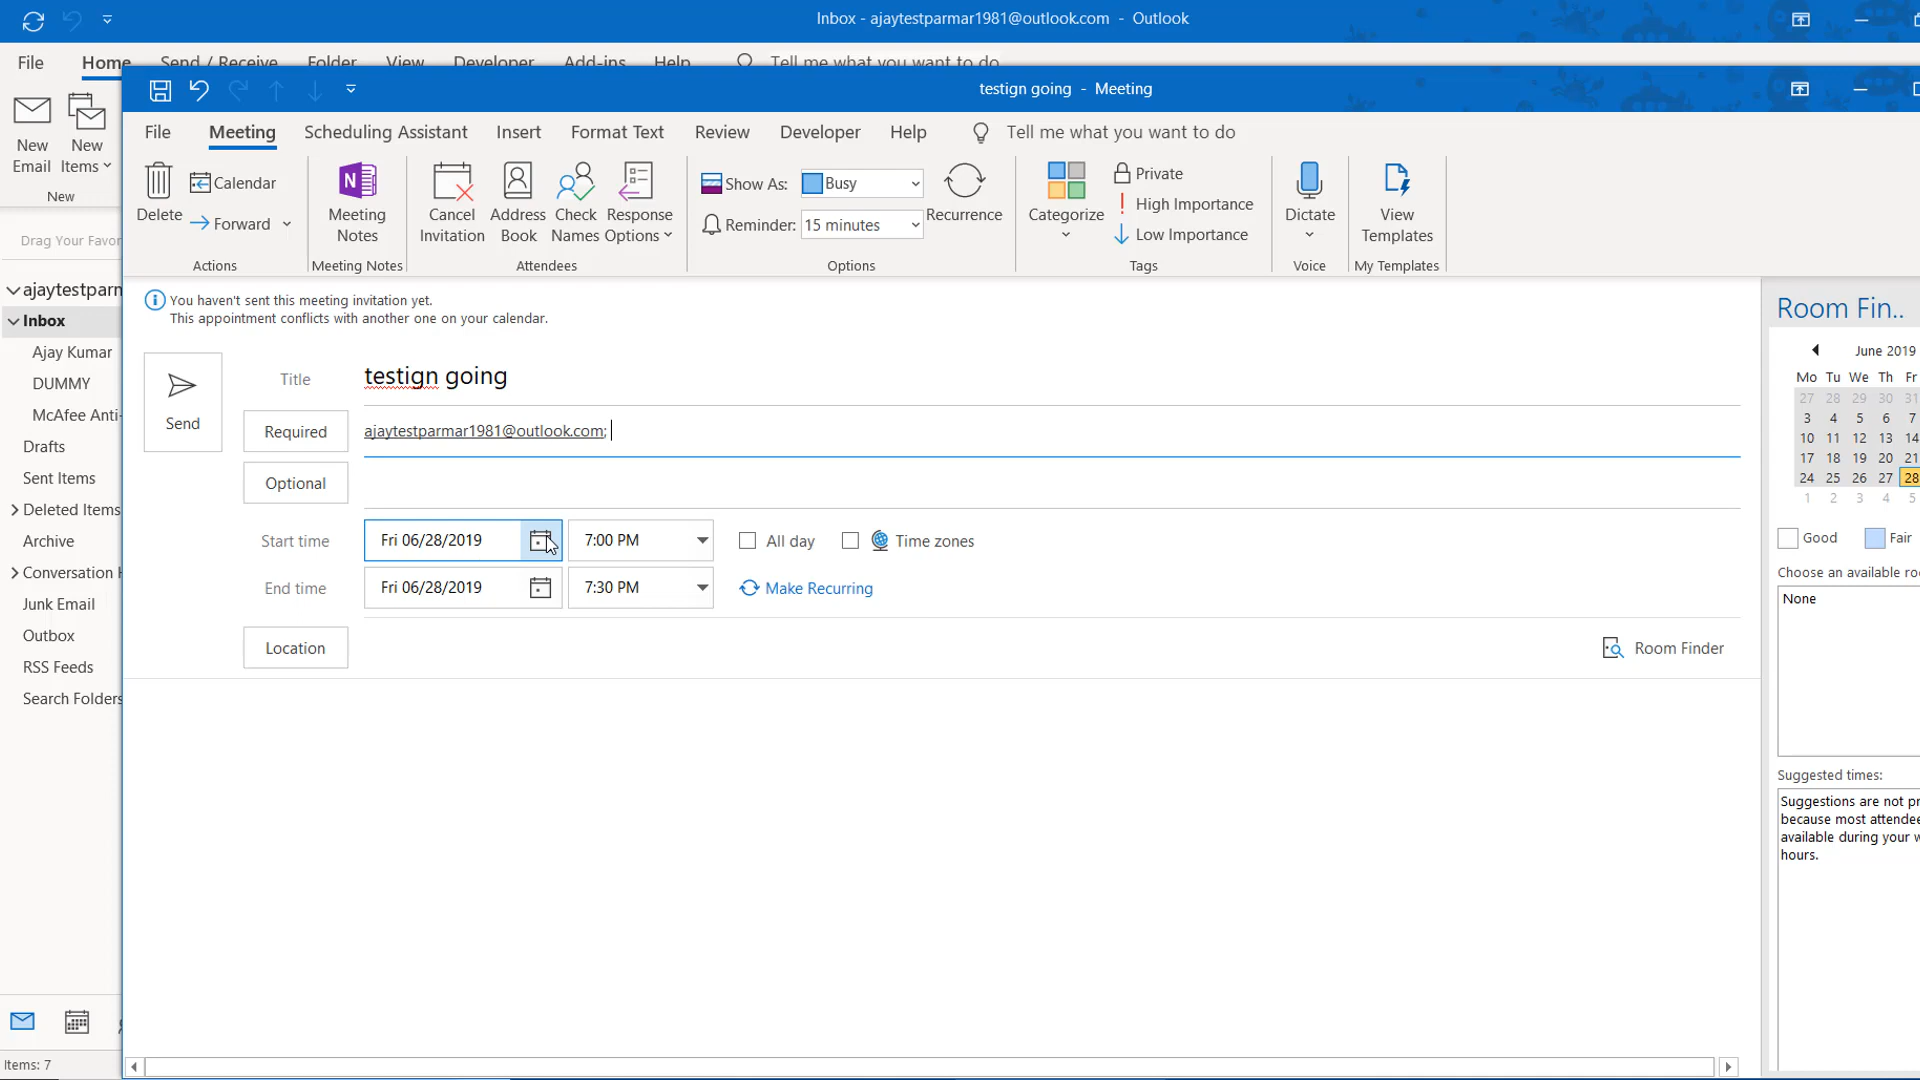 Inbox - ajaytestparmar1981@outlook.com - Outlook
File Home Send / Receive Folder View Developer Add-ins Help Tell me what you want to do
testign going - Meeting
File Meeting Scheduling Assistant Insert Format Text Review Developer Help Tell me what you want to do
New Email
New Items
New
Delete
Calendar
Forward
Actions
Meeting Notes
Meeting Notes
Cancel Invitation
Address Book
Check Names
Response Options
Attendees
Show As: Busy
Reminder: 15 minutes
Recurrence
Options
Categorize
Private
High Importance
Low Importance
Tags
Dictate
Voice
View Templates
My Templates
Drag Your Favor
ajaytestparm
Inbox
Ajay Kumar
DUMMY
McAfee Anti-
Drafts
Sent Items
Deleted Items
Archive
Conversation H
Junk Email
Outbox
RSS Feeds
Search Folders
Items: 7
You haven't sent this meeting invitation yet.
This appointment conflicts with another one on your calendar.
Send
Title testign going
Required ajaytestparmar1981@outlook.com;
Optional
Start time Fri 06/28/2019 7:00 PM All day Time zones
End time Fri 06/28/2019 7:30 PM Make Recurring
Location Room Finder
Room Fin..
June 2019
Mo Tu We Th Fr
27 28 29 30 31
3 4 5 6 7
10 11 12 13 14
17 18 19 20 21
24 25 26 27 28
1 2 3 4 5
Good Fair
Choose an available ro
None
Suggested times:
Suggestions are not pr
because most attendee
available during your w
hours.